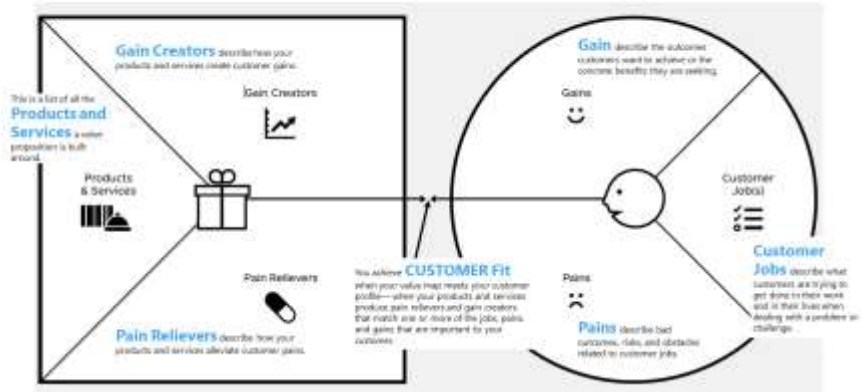 Gain Creators describe how your
products and services create customer gains.
Gain Creators
This is a list of all the
Products and
Services a value
proposition is built
around.
Products
& Services
Pain Relievers
Pain Relievers describe how your
products and services alleviate customer pains.
You achieve CUSTOMER Fit
when your value map meets your customer
profile—when your products and services
produce pain relievers and gain creators
that match one or more of the jobs, pains
and gains that are important to your
customer.
Gain describe the outcomes
customers want to achieve or the
concrete benefits they are seeking.
Gains
Customer
Job(s)
Customer
Jobs describe what
customers are trying to
get done in their work
and in their lives when
dealing with a problem or
challenge.
Pains
Pains describe bad
outcomes, risks, and obstacles
related to customer jobs.